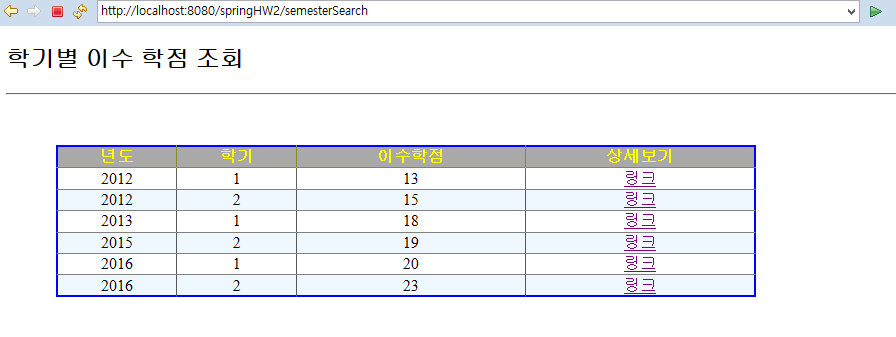 http://localhost:8080/springHW2/semesterSearch
학기별 이수 학점 조회
년도 학기 이수학점 상세보기
2012 1 13 링크
2012 2 15 링크
2013 1 18 링크
2015 2 19 링크
2016 1 20 링크
2016 2 23 링크